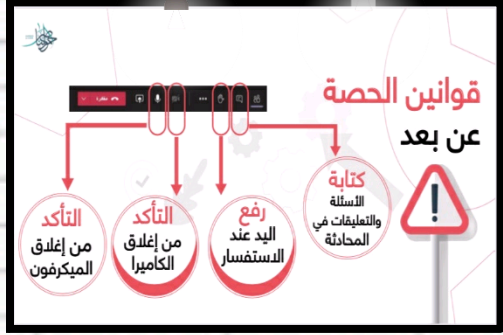 قوانين الحصة
عن بعد
كتابة
الأسئلة
والتعليقات في
المحادثة
رفع
اليد عند
الاستفسار
التأكد
من إغلاق
الكاميرا
التأكد
من إغلاق
الميكرفون